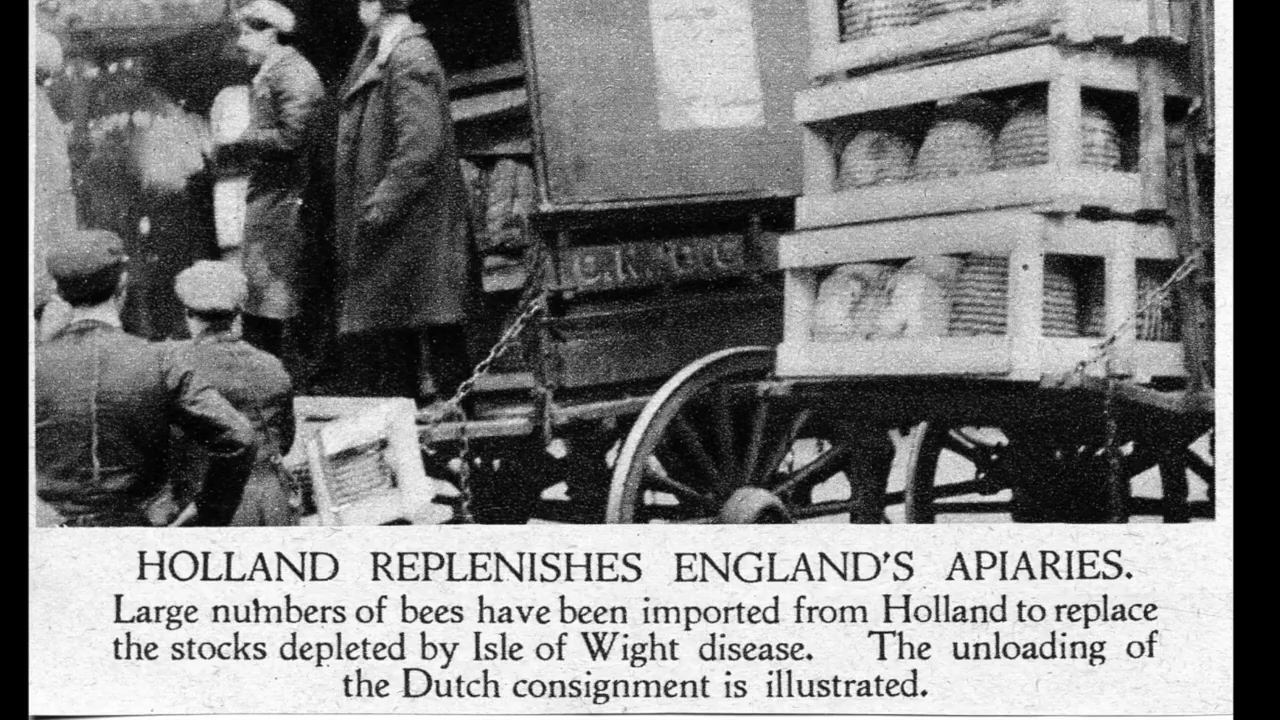 HOLLAND REPLENISHES ENGLAND'S APIARIES.
Large numbers of bees have been imported from Holland to replace
the stocks depleted by Isle of Wight disease. The unloading of
the Dutch consignment is illustrated.